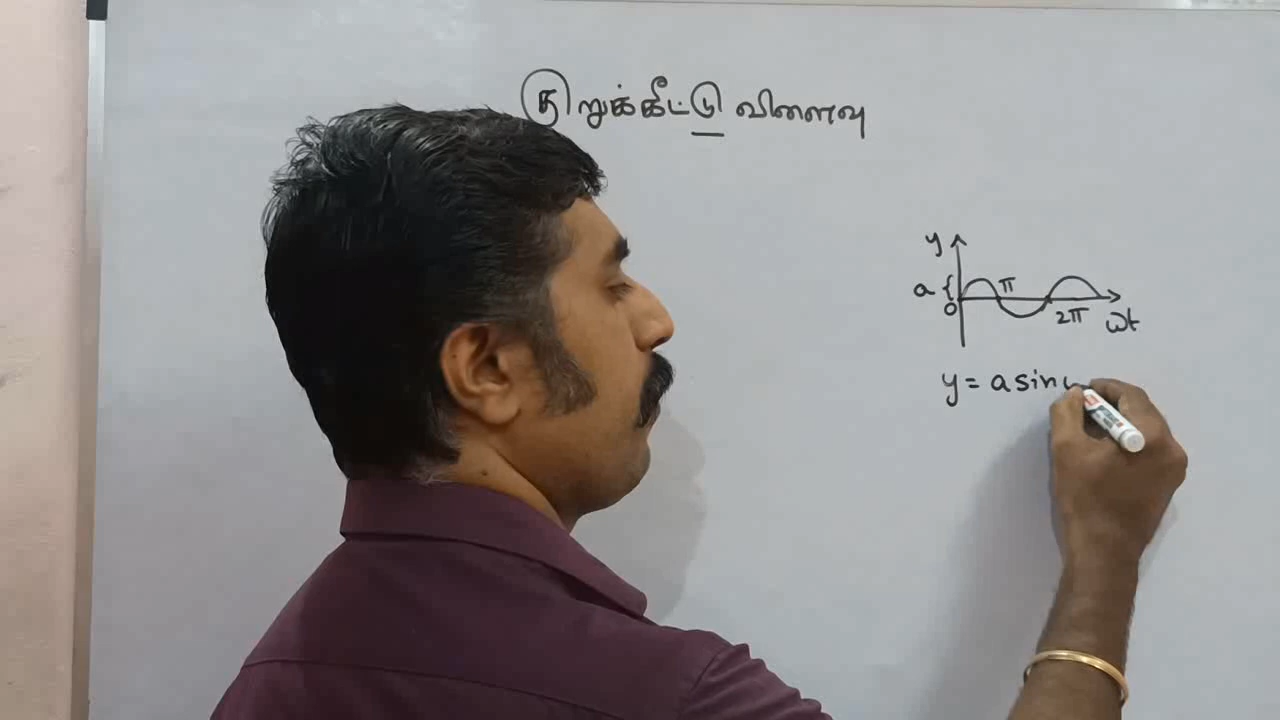 குறுக்கீட்டு விளைவு
y
a { π
0 2π ωt
y = a sin